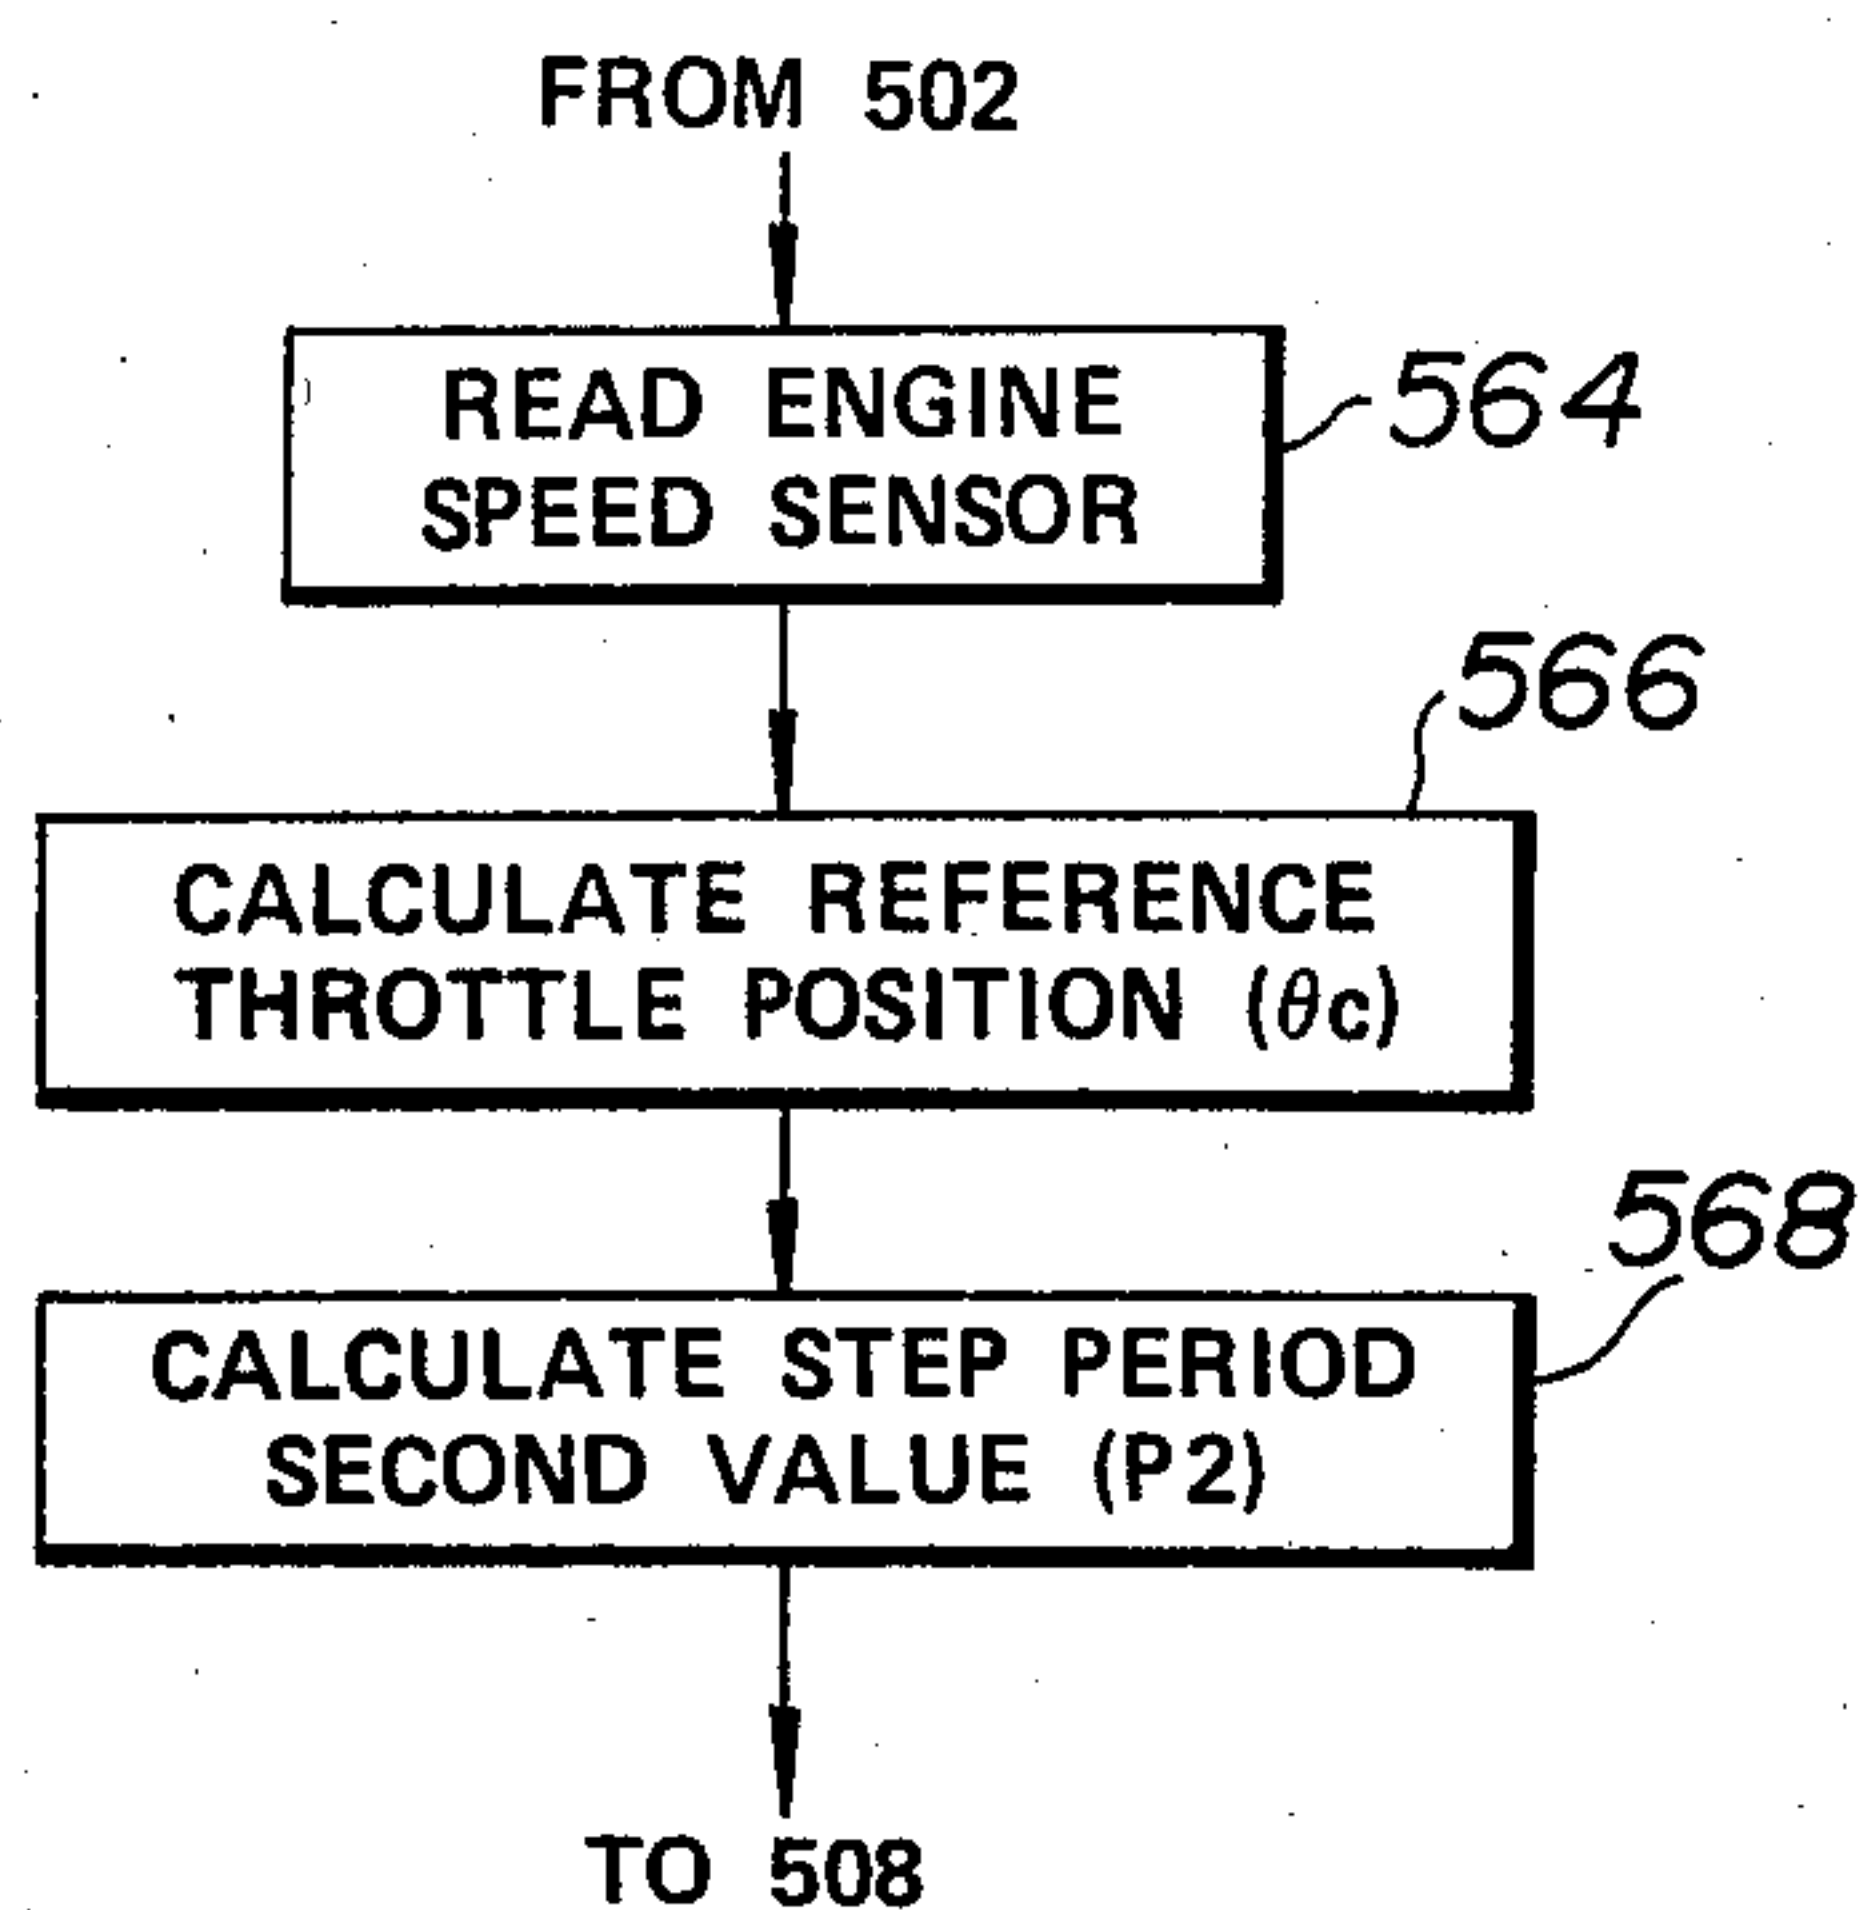 FROM 502
READ ENGINE
SPEED SENSOR
564
566
CALCULATE REFERENCE
THROTTLE POSITION (θc)
568
CALCULATE STEP PERIOD
SECOND VALUE (P2)
TO 508